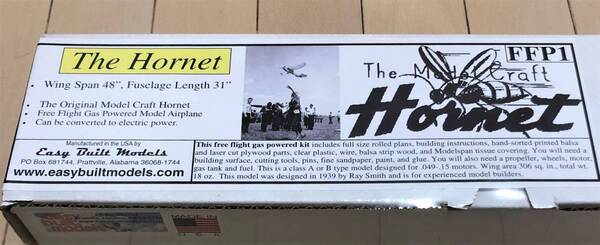 The Hornet
• Wing Span 48", Fuselage Length 31"
• The Original Model Craft Hornet
• Free Flight Gas Powered Model Airplane
• Can be converted to electric power.
Manufactured in the USA by
Easy Built Models
PO Box 681744, Prattville, Alabama 36068-1744
www.easybuiltmodels.com
FFP1
The Model Craft
Hornet
This free flight gas powered kit includes full size rolled plans, building instructions, hand-sorted printed balsa
and laser cut plywood parts, clear plastic, wire, balsa strip wood, and Modelspan tissue covering. You will need a
building surface, cutting tools, pins, fine sandpaper, paint, and glue. You will also need a propeller, wheels, motor,
gas tank and fuel. This is a class A or B type model designed for .049-.15 motors. Wing area 306 sq. in., total wt.
18 oz. This model was designed in 1939 by Ray Smith and is for experienced model builders.
MADE IN
U.S.A